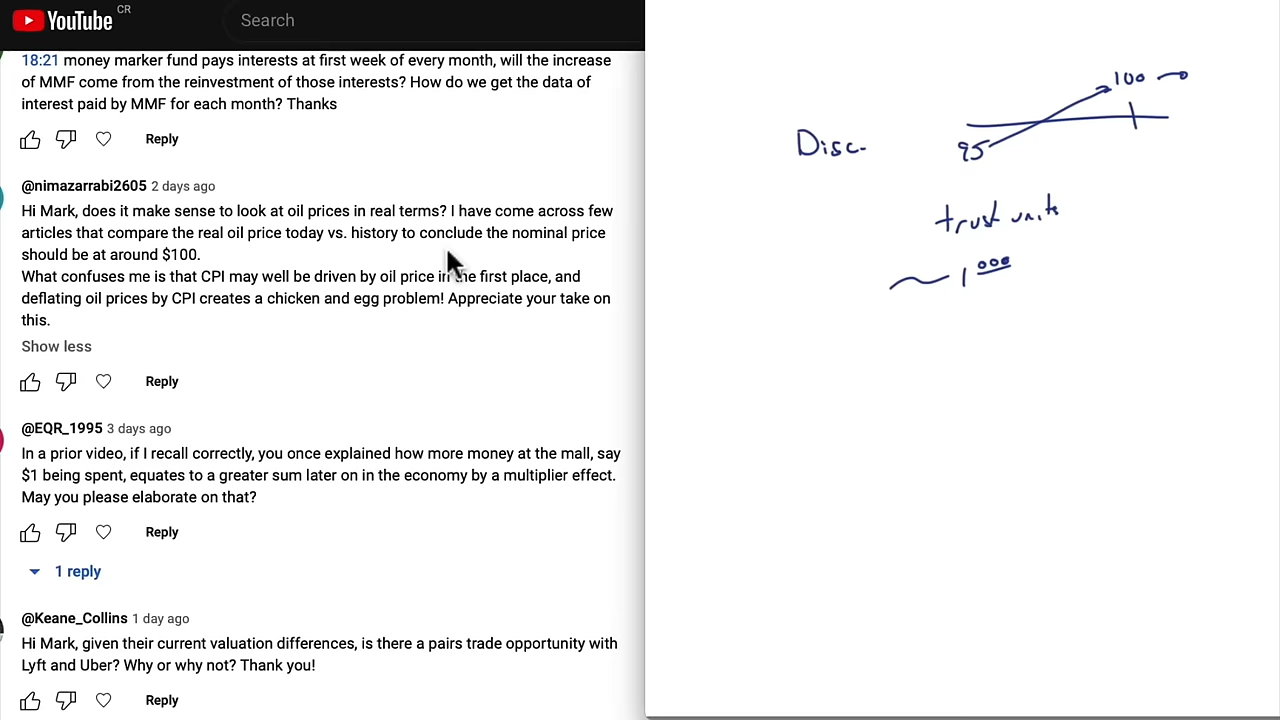 YouTube CR
Search
18:21 money marker fund pays interests at first week of every month, will the increase
of MMF come from the reinvestment of those interests? How do we get the data of
interest paid by MMF for each month? Thanks
Reply
@nimazarrabi2605 2 days ago
Hi Mark, does it make sense to look at oil prices in real terms? I have come across few
articles that compare the real oil price today vs. history to conclude the nominal price
should be at around $100.
What confuses me is that CPI may well be driven by oil price in the first place, and
deflating oil prices by CPI creates a chicken and egg problem! Appreciate your take on
this.
Show less
Reply
@EQR_1995 3 days ago
In a prior video, if I recall correctly, you once explained how more money at the mall, say
$1 being spent, equates to a greater sum later on in the economy by a multiplier effect.
May you please elaborate on that?
Reply
1 reply
@Keane_Collins 1 day ago
Hi Mark, given their current valuation differences, is there a pairs trade opportunity with
Lyft and Uber? Why or why not? Thank you!
Reply
100
Disc.
95
trust units
1 000